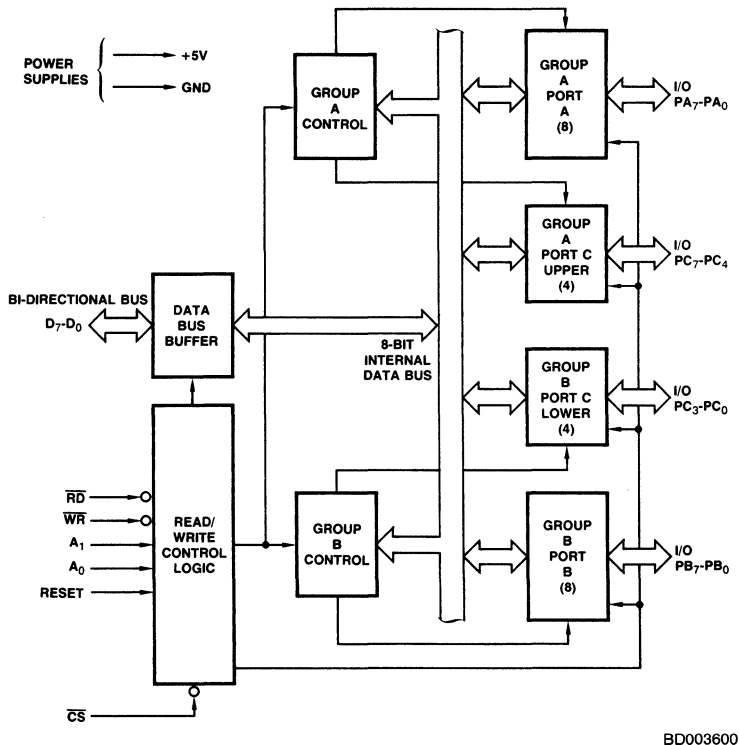 POWER
SUPPLIES
+5V
GND
GROUP
A
CONTROL
GROUP
A
PORT
A
(8)
I/O
PA7-PA0
GROUP
A
PORT C
UPPER
(4)
I/O
PC7-PC4
BI-DIRECTIONAL BUS
D7-D0
DATA
BUS
BUFFER
8-BIT
INTERNAL
DATA BUS
GROUP
B
PORT C
LOWER
(4)
I/O
PC3-PC0
RD
WR
A1
A0
RESET
READ/
WRITE
CONTROL
LOGIC
GROUP
B
CONTROL
GROUP
B
PORT
B
(8)
I/O
PB7-PB0
CS
BD003600